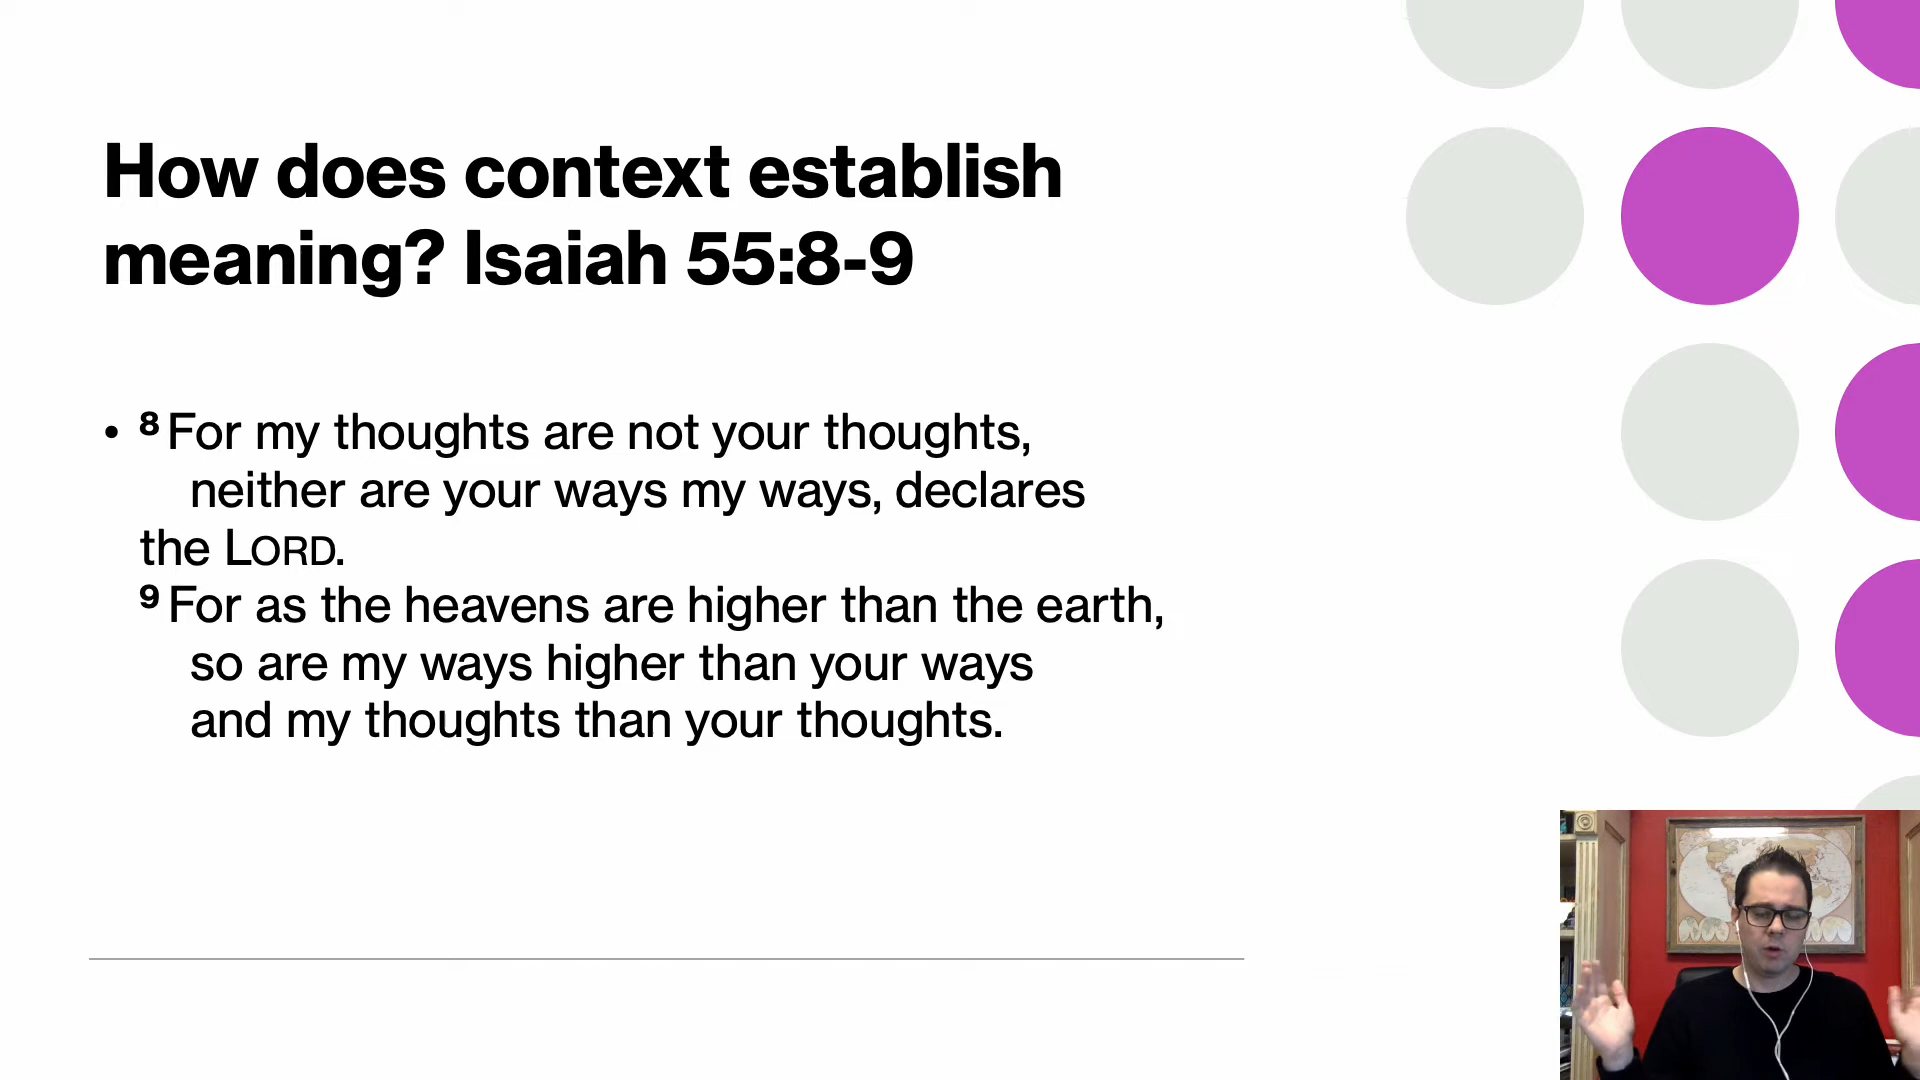 How does context establish
meaning? Isaiah 55:8-9
• 8 For my thoughts are not your thoughts,
neither are your ways my ways, declares
the LORD.
9 For as the heavens are higher than the earth,
so are my ways higher than your ways
and my thoughts than your thoughts.